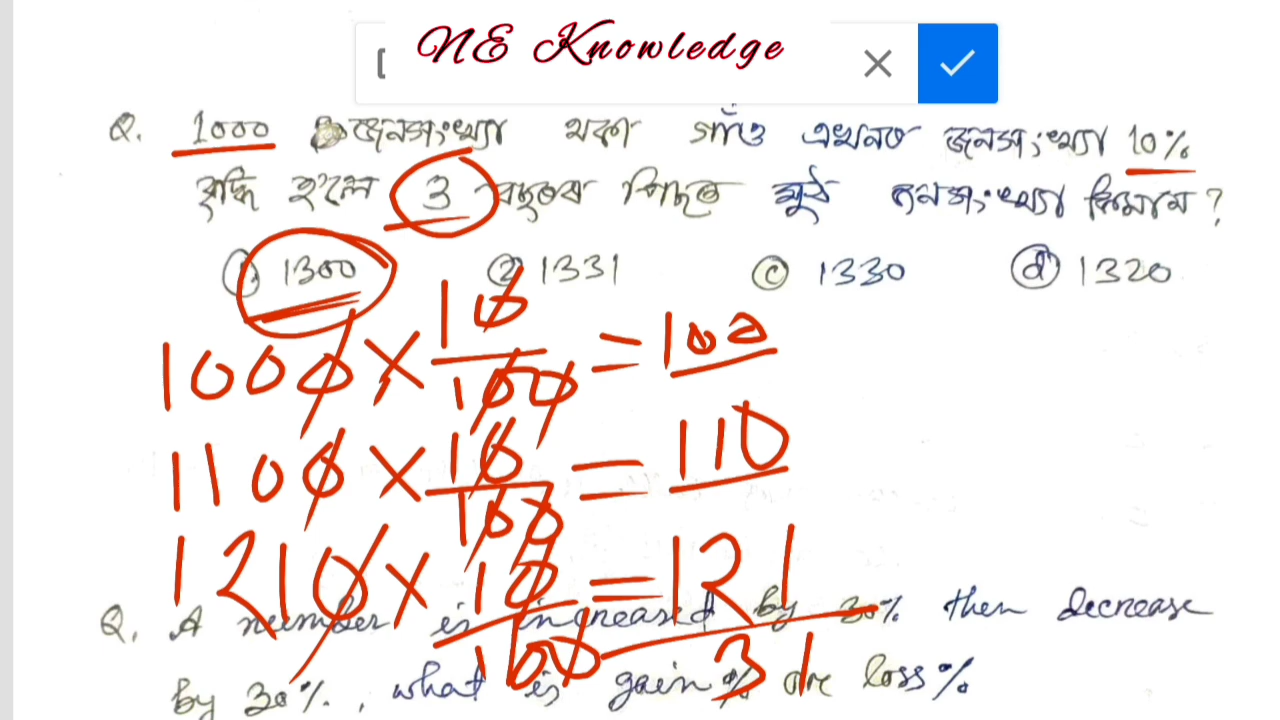 NE Knowledge
Q. 1000 জনসংখ্যা থকা গাঁও এখনত জনসংখ্যা 10%
বৃদ্ধি হ'লে 3 বছৰৰ পিছত মুঠ জনসংখ্যা কিমান?
1300 1331 ⓒ 1330 ⓓ 1320
1000 × 10/100 = 100
1100 × 10/100 = 110
1210 × 10/100 = 121
31
Q. A number is increased by 30% then decrease
by 30%, what is gain% or loss%